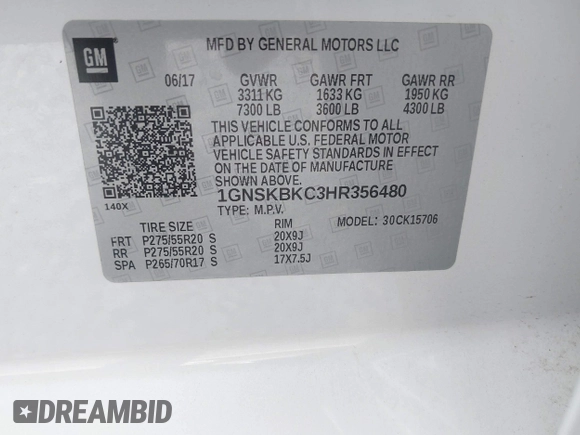 GM
MFD BY GENERAL MOTORS LLC
06/17 GVWR GAWR FRT GAWR RR
3311 KG 1633 KG 1950 KG
7300 LB 3600 LB 4300 LB
THIS VEHICLE CONFORMS TO ALL
APPLICABLE U.S. FEDERAL MOTOR
VEHICLE SAFETY STANDARDS IN EFFECT
ON THE DATE OF MANUFACTURE
SHOWN ABOVE.
1GNSKBKC3HR356480
140X
TYPE: M.P.V. MODEL: 30CK15706
TIRE SIZE RIM
FRT P275/55R20 S 20X9J
RR P275/55R20 S 20X9J
SPA P265/70R17 S 17X7.5J
©DREAMBID
#DREAMBID